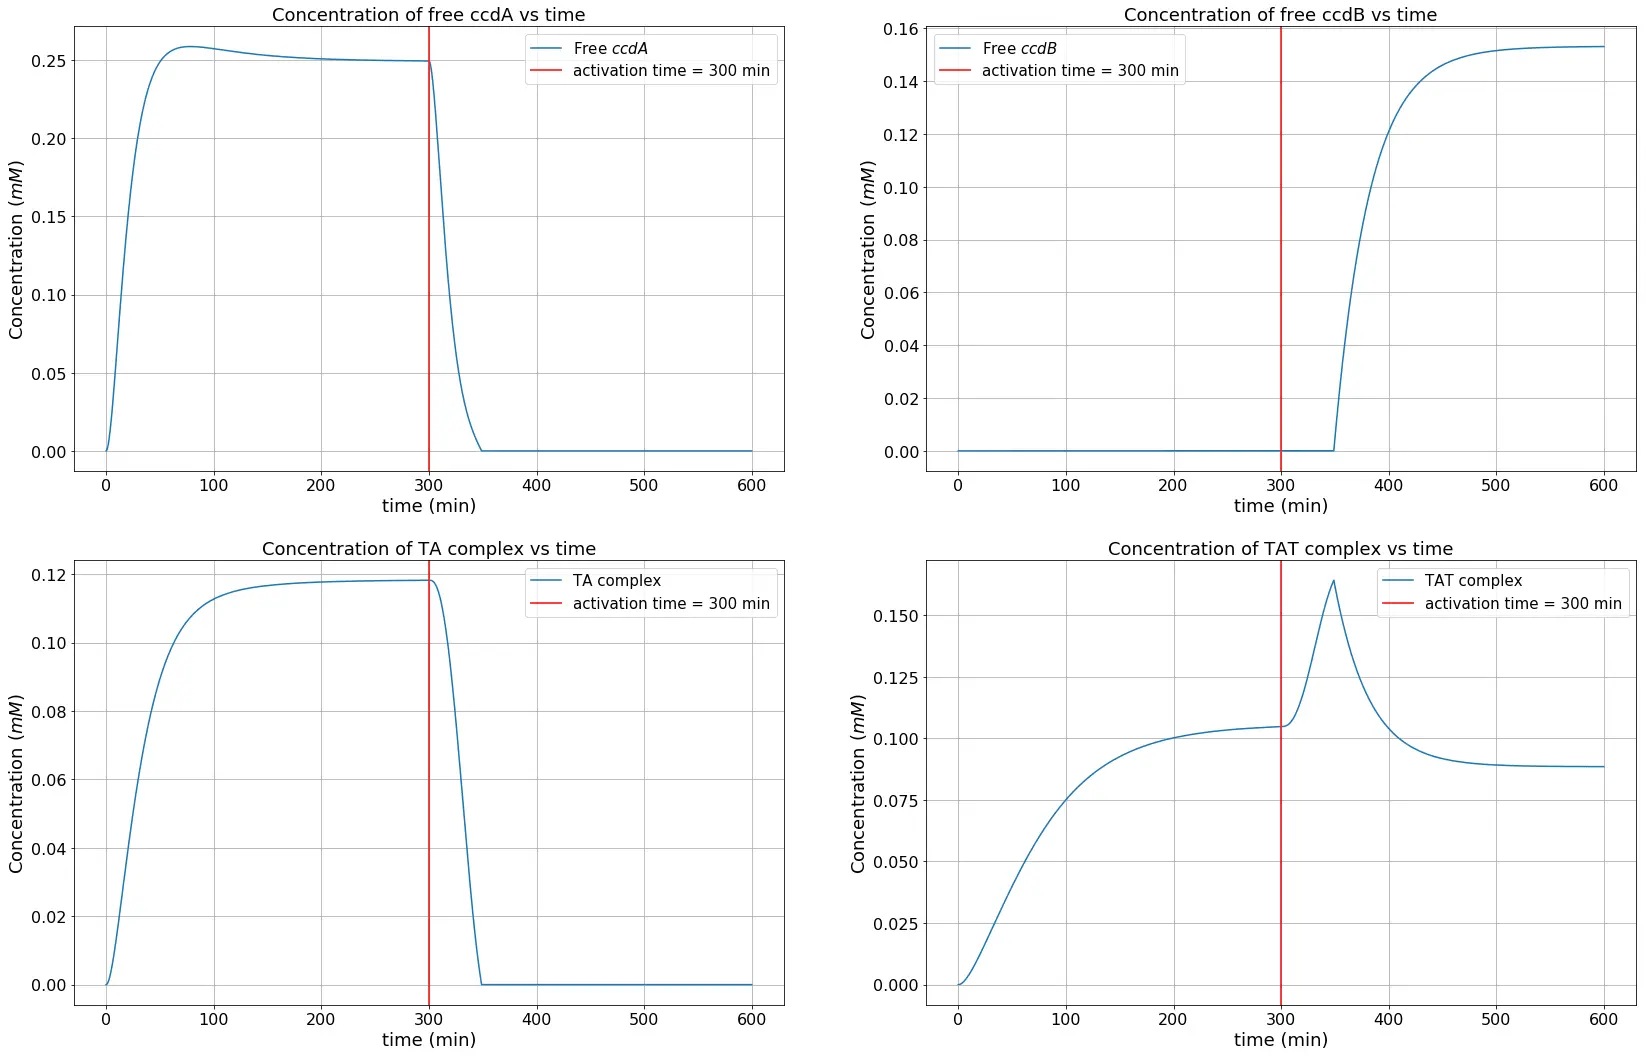 Concentration of free ccdA vs time
Concentration (mM)
0.25
0.20
0.15
0.10
0.05
0.00
Free ccdA
activation time = 300 min
0 100 200 300 400 500 600
time (min)
Concentration of free ccdB vs time
Concentration (mM)
0.16
0.14
0.12
0.10
0.08
0.06
0.04
0.02
0.00
Free ccdB
activation time = 300 min
0 100 200 300 400 500 600
time (min)
Concentration of TA complex vs time
Concentration (mM)
0.12
0.10
0.08
0.06
0.04
0.02
0.00
TA complex
activation time = 300 min
0 100 200 300 400 500 600
time (min)
Concentration of TAT complex vs time
Concentration (mM)
0.150
0.125
0.100
0.075
0.050
0.025
0.000
TAT complex
activation time = 300 min
0 100 200 300 400 500 600
time (min)